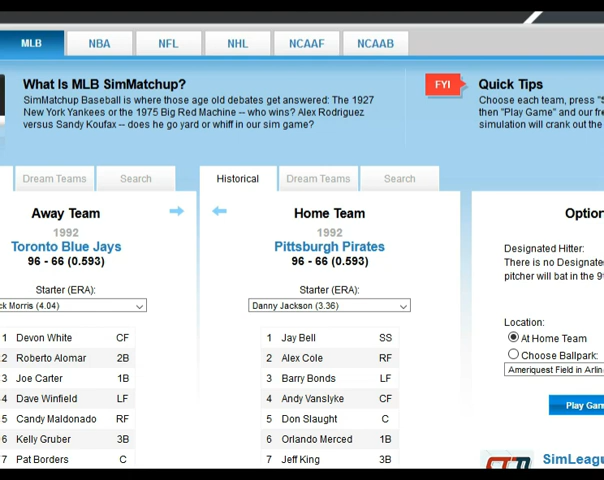 MLB NBA NFL NHL NCAAF NCAAB
What Is MLB SimMatchup?
SimMatchup Baseball is where those age old debates get answered: The 1927
New York Yankees or the 1975 Big Red Machine -- who wins? Alex Rodriguez
versus Sandy Koufax-- does he go yard or whiff in our sim game?
FYI
Quick Tips
Choose each team, press "S
then "Play Game" and our fre
simulation will crank out the
Dream Teams Search
Away Team
1992
Toronto Blue Jays
96 - 66 (0.593)
Starter (ERA):
ck Morris (4.04)
1 Devon White CF
2 Roberto Alomar 2B
3 Joe Carter 1B
4 Dave Winfield LF
5 Candy Maldonado RF
6 Kelly Gruber 3B
7 Pat Borders C
Historical Dream Teams Search
Home Team
1992
Pittsburgh Pirates
96 - 66 (0.593)
Starter (ERA):
Danny Jackson (3.36)
1 Jay Bell SS
2 Alex Cole RF
3 Barry Bonds LF
4 Andy Vanslyke CF
5 Don Slaught C
6 Orlando Merced 1B
7 Jeff King 3B
Option
Designated Hitter:
There is no Designate
pitcher will bat in the 9
Location:
At Home Team
Choose Ballpark:
Ameriquest Field in Arlin
Play Gam
SimLeagu